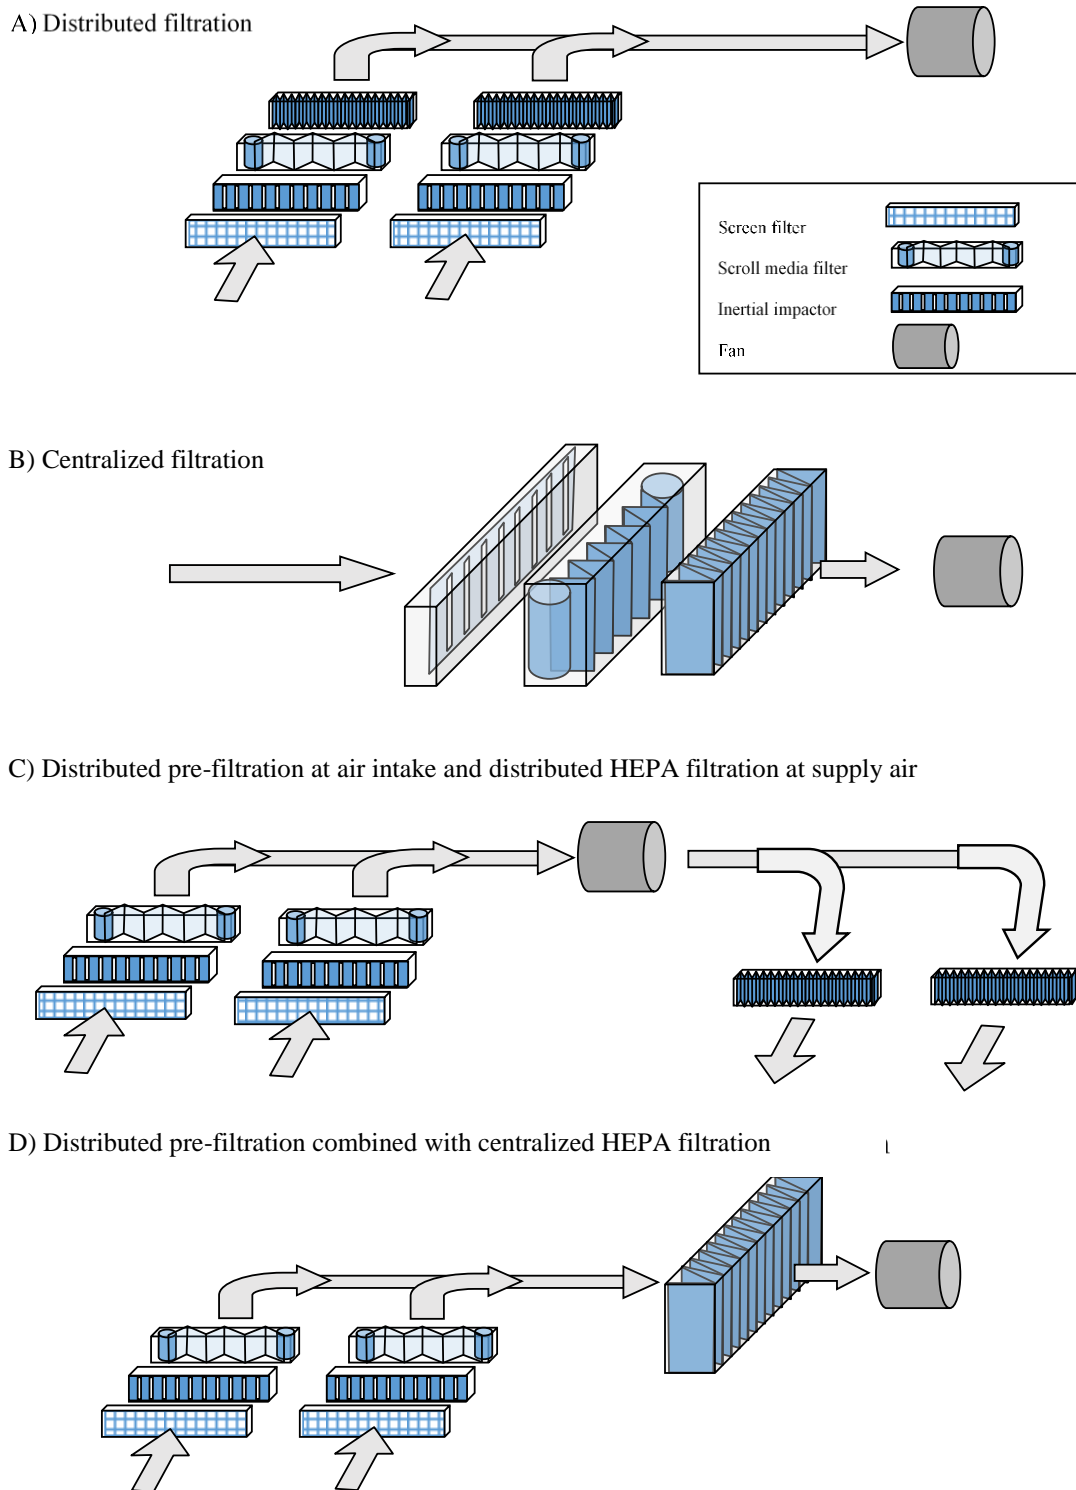 A) Distributed filtration
Screen filter
Scroll media filter
Inertial impactor
Fan
B) Centralized filtration
C) Distributed pre-filtration at air intake and distributed HEPA filtration at supply air
D) Distributed pre-filtration combined with centralized HEPA filtration